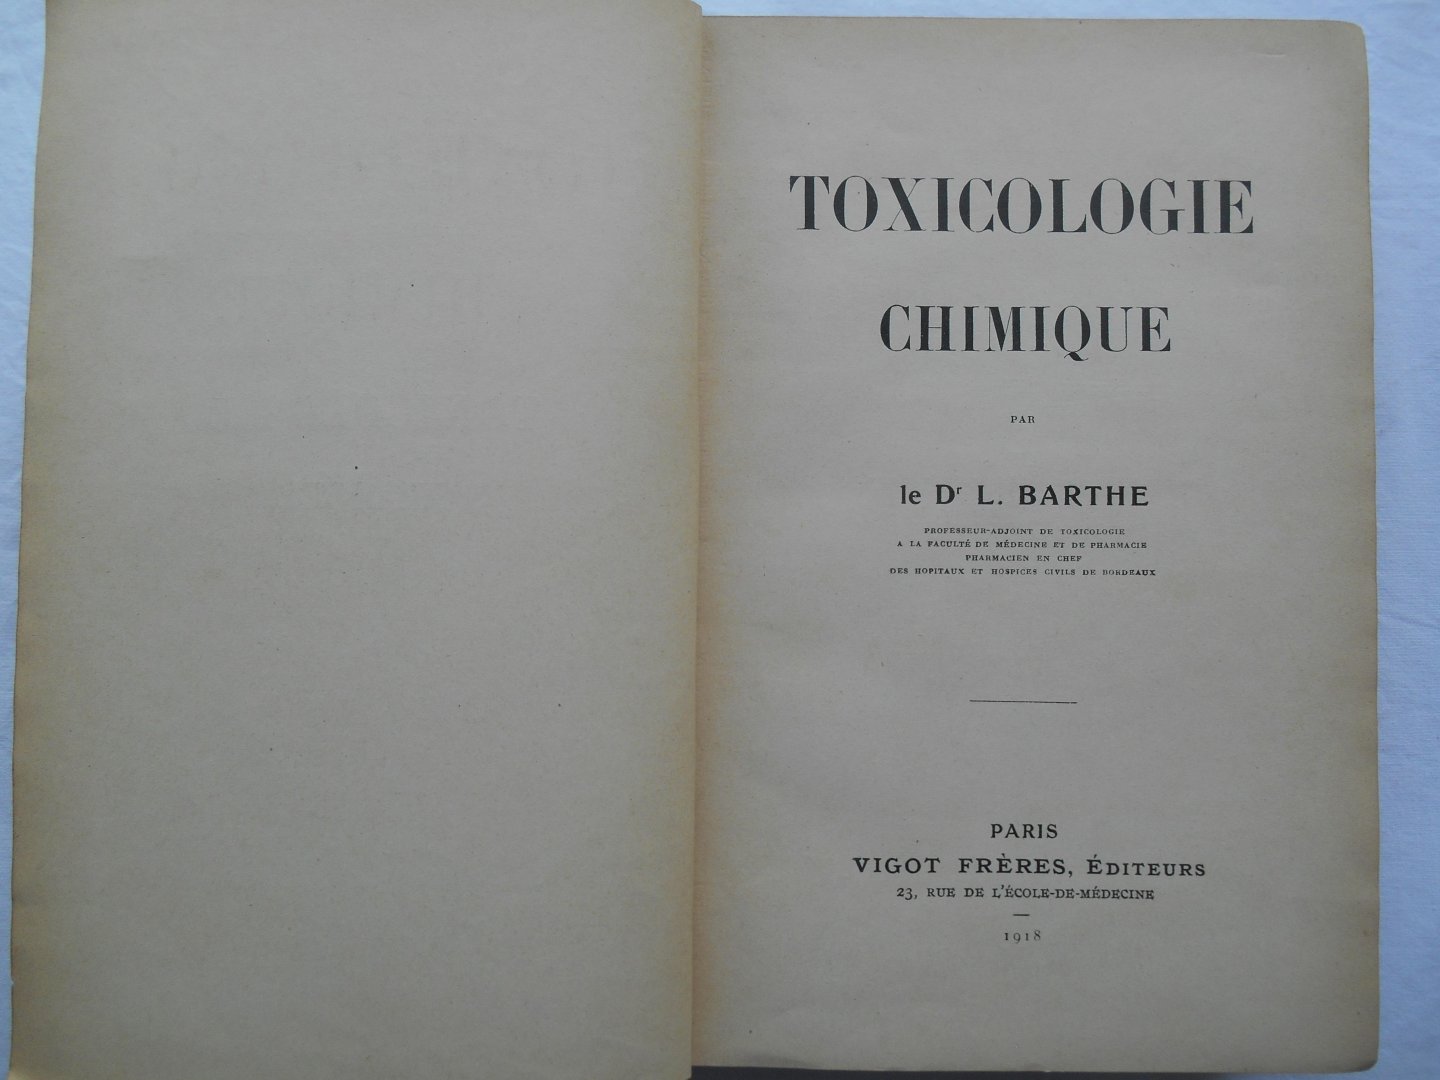 TOXICOLOGIE
CHIMIQUE
PAR
le Dr L. BARTHE
PROFESSEUR-ADJOINT DE TOXICOLOGIE
A LA FACULTÉ DE MÉDECINE ET DE PHARMACIE
PHARMACIEN EN CHEF
DES HOPITAUX ET HOSPICES CIVILS DE BORDEAUX
PARIS
VIGOT FRÈRES, ÉDITEURS
23, RUE DE L'ÉCOLE-DE-MÉDECINE
1918